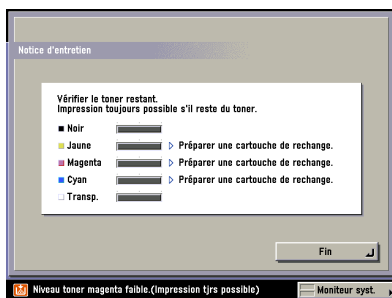 Notice d'entretien
Vérifier le toner restant.
Impression toujours possible s'il reste du toner.
Noir
Jaune Préparer une cartouche de rechange.
Magenta Préparer une cartouche de rechange.
Cyan Préparer une cartouche de rechange.
Transp.
Fin
Niveau toner magenta faible.(Impression tjrs possible) Moniteur syst.